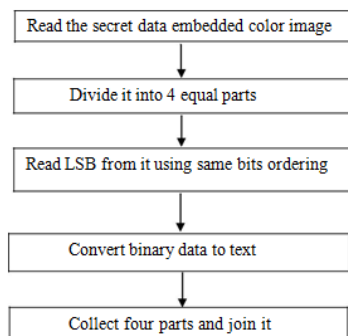 Read the secret data embedded color image
Divide it into 4 equal parts
Read LSB from it using same bits ordering
Convert binary data to text
Collect four parts and join it